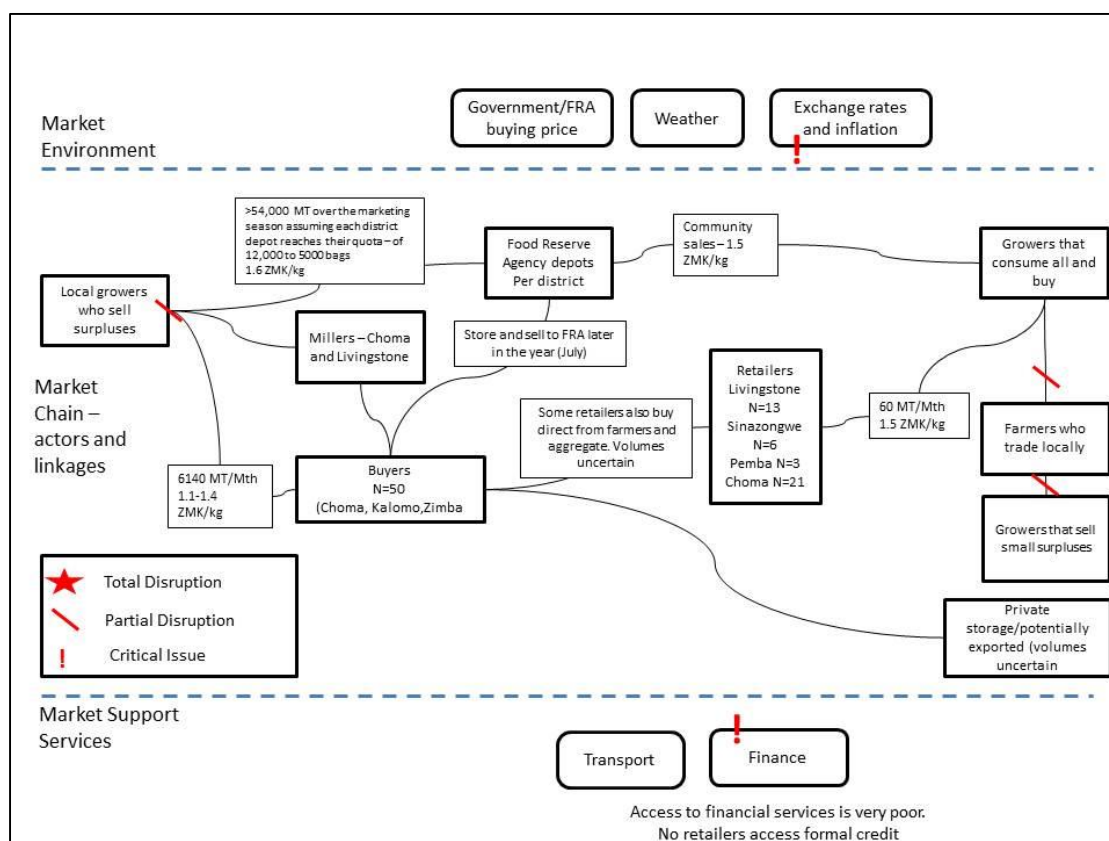 Market
Environment
Government/FRA
buying price
Weather
Exchange rates
and inflation
!
>54,000 MT over the marketing
season assuming each district
depot reaches their quota – of
12,000 to 5000 bags
1.6 ZMK/kg
Food Reserve
Agency depots
Per district
Community
sales– 1.5
ZMK/kg
Growers that
consume all and
buy
Local growers
who sell
surpluses
Millers – Choma
and Livingstone
Store and sell to FRA later
in the year (July)
Market
Chain –
actors and
linkages
Some retailers also buy
direct from farmers and
aggregate. Volumes
uncertain
Retailers
Livingstone
N=13
Sinazongwe
N=6
Pemba N=3
Choma N=21
60 MT/Mth
1.5 ZMK/kg
Farmers who
trade locally
6140 MT/Mth
1.1-1.4
ZMK/kg
Buyers
N=50
(Choma, Kalomo,Zimba
Growers that sell
small surpluses
Total Disruption
Partial Disruption
! Critical Issue
Private
storage/potentially
exported (volumes
uncertain
Market Support
Services
Transport
!
Finance
Access to financial services is very poor.
No retailers access formal credit